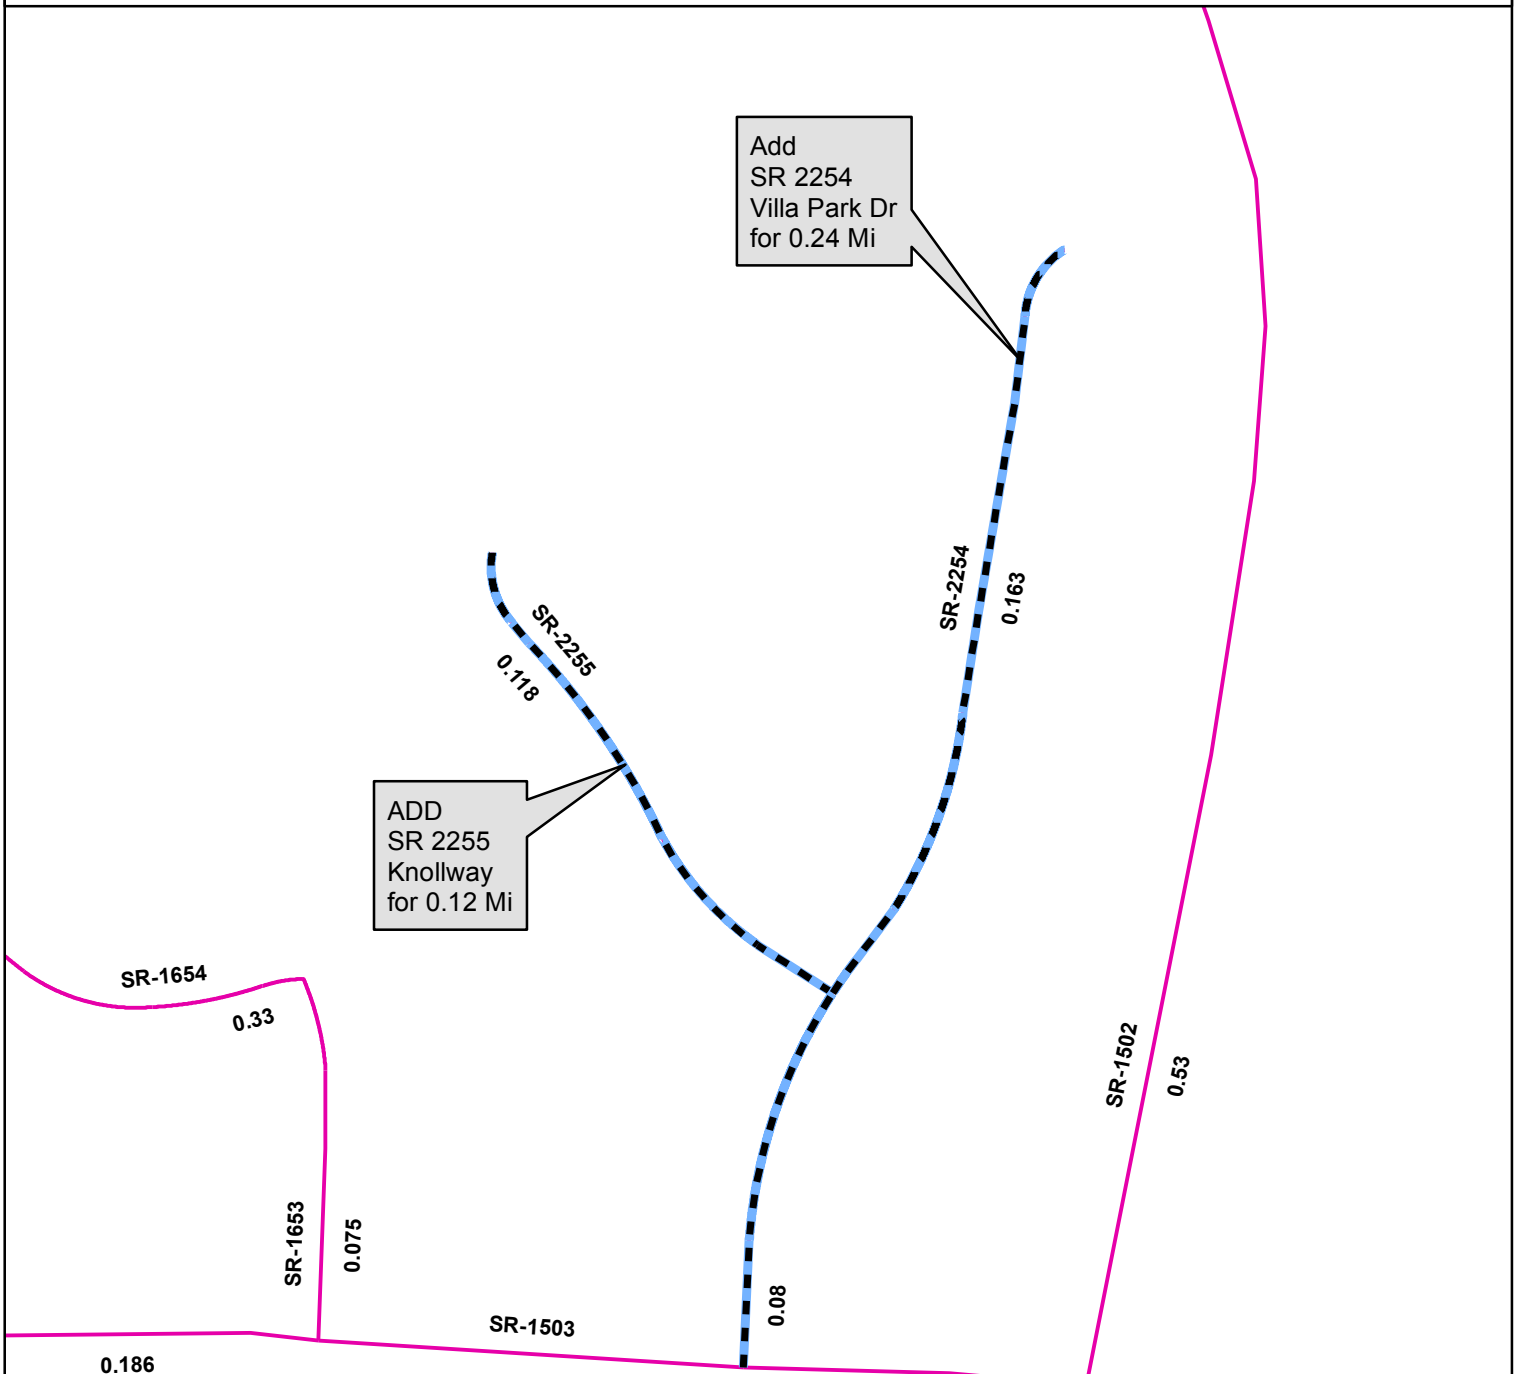 Add
SR 2254
Villa Park Dr
for 0.24 Mi
SR-2254
0.163
SR-2255
0.118
ADD
SR 2255
Knollway
for 0.12 Mi
SR-1654
0.33
SR-1502
0.53
SR-1653
0.075
0.08
SR-1503
0.186